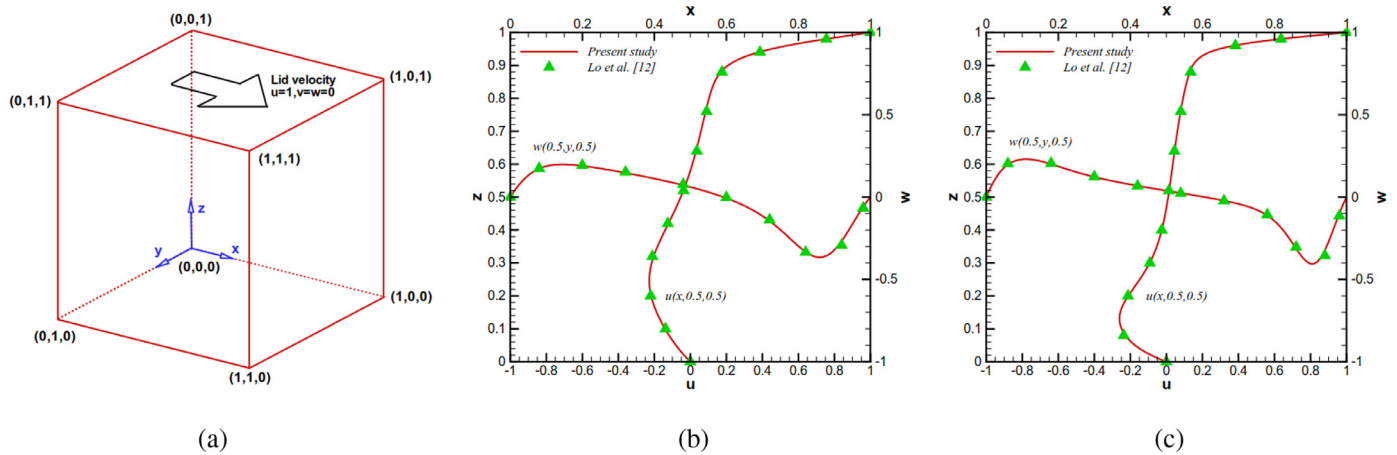 (0,0,1)
Lid velocity
u=1,v=w=0
(1,0,1)
(0,1,1)
(1,1,1)
z
y
x
(0,0,0)
(1,0,0)
(0,1,0)
(1,1,0)
(a)
x
0 0.2 0.4 0.6 0.8 1
1
0.9
0.8
0.7
0.6
0.5
0.4
0.3
0.2
0.1
0
z
Present study
Lo et al. [12]
w(0.5,y,0.5)
u(x,0.5,0.5)
1
0.5
0
-0.5
-1
w
-1 -0.8 -0.6 -0.4 -0.2 0 0.2 0.4 0.6 0.8 1
u
(b)
x
0 0.2 0.4 0.6 0.8 1
1
0.9
0.8
0.7
0.6
0.5
0.4
0.3
0.2
0.1
0
z
Present study
Lo et al. [12]
w(0.5,y,0.5)
u(x,0.5,0.5)
1
0.5
0
-0.5
-1
w
-1 -0.8 -0.6 -0.4 -0.2 0 0.2 0.4 0.6 0.8 1
u
(c)